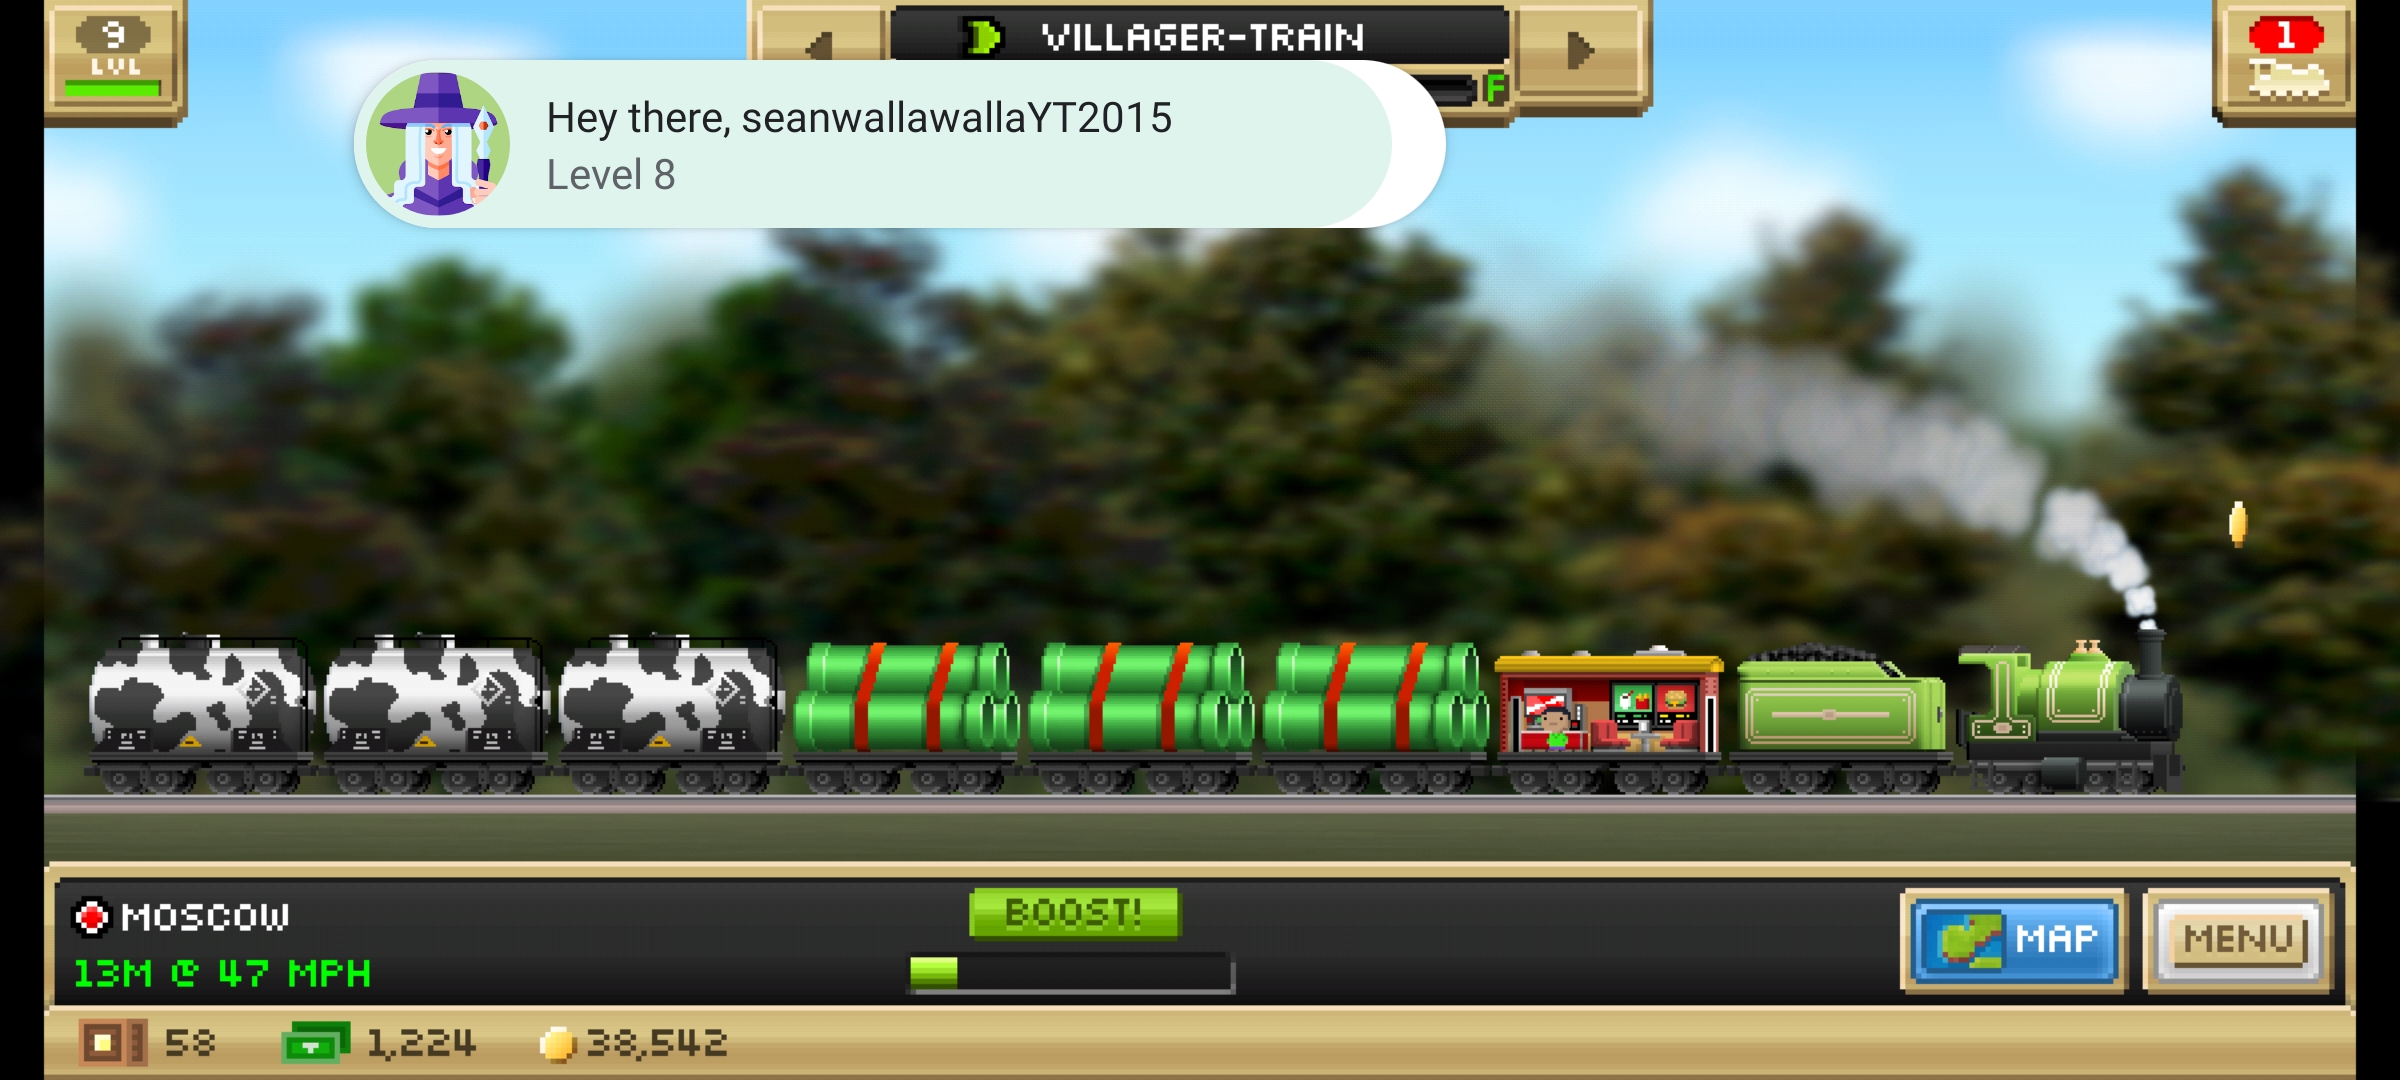 9
LVL
VILLAGER-TRAIN
F
1
Hey there, seanwallawallaYT2015
Level 8
MOSCOW
13M @ 47 MPH
BOOST!
MAP
MENU
58
1,224
38,542